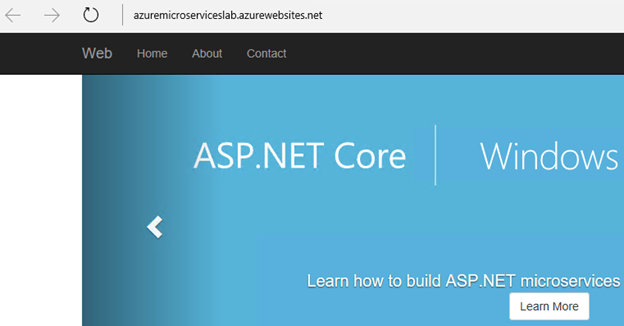 azuremicroserviceslab.azurewebsites.net
Web Home About Contact
ASP.NET Core Windows
Learn how to build ASP.NET microservices
Learn More